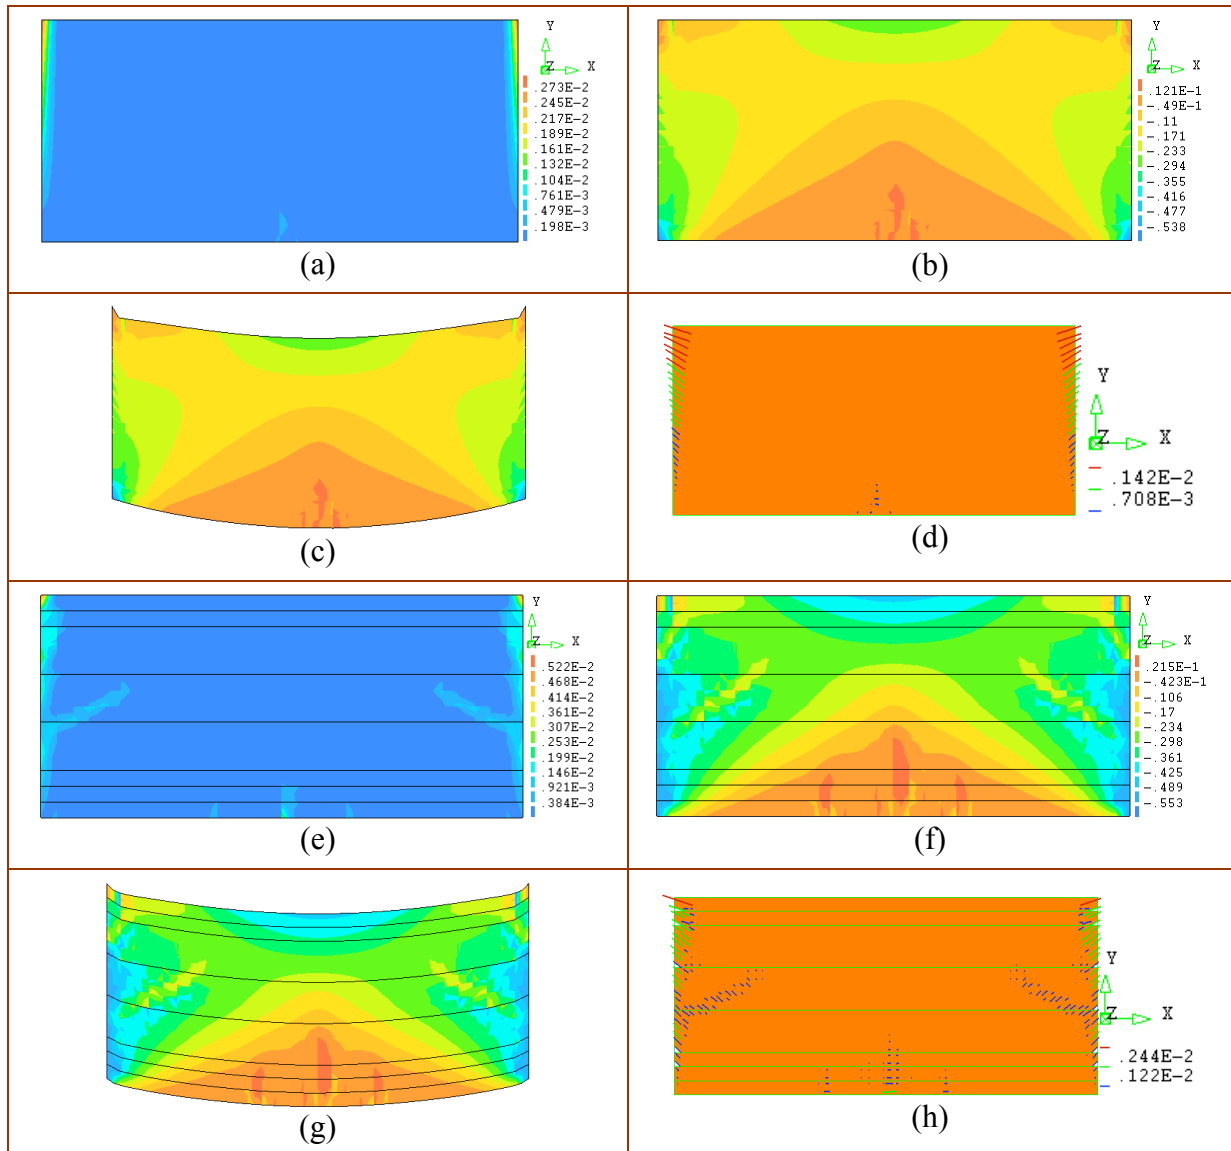 Y
Z X
.273E-2
.245E-2
.217E-2
.189E-2
.161E-2
.132E-2
.104E-2
.761E-3
.479E-3
.198E-3
(a)
Y
Z X
.121E-1
-.49E-1
-.11
-.171
-.233
-.294
-.355
-.416
-.477
-.538
(b)
(c)
Y
Z X
.142E-2
.708E-3
(d)
Y
Z X
.522E-2
.468E-2
.414E-2
.361E-2
.307E-2
.253E-2
.199E-2
.146E-2
.921E-3
.384E-3
(e)
Y
Z X
.215E-1
-.423E-1
-.106
-.17
-.234
-.298
-.361
-.425
-.489
-.553
(f)
(g)
Y
Z X
.244E-2
.122E-2
(h)